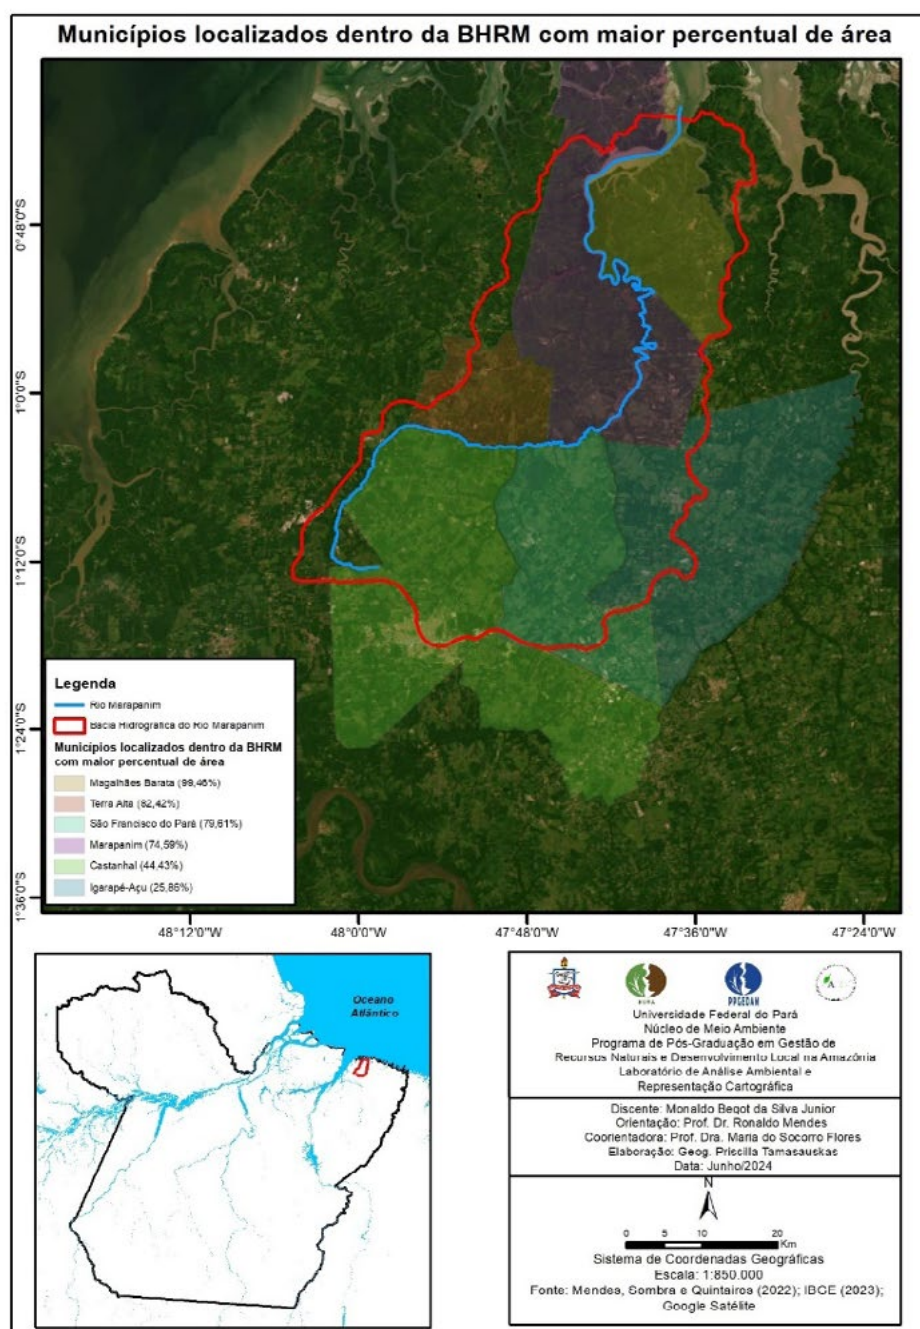 Municípios localizados dentro da BHRM com maior percentual de área
0°48'0"S
1°0'0"S
1°12'0"S
1°24'0"S
1°36'0"S
Legenda
Rio Marapanim
Bacia Hidrográfica do Rio Marapanim
Municípios localizados dentro da BHRM
com maior percentual de área
Magalhães Barata (99,46%)
Terra Alta (82,42%)
São Francisco do Pará (79,61%)
Marapanim (74,59%)
Castanhal (44,43%)
Igarapé-Açu (25,86%)
48°12'0"W
48°0'0"W
47°48'0"W
47°36'0"W
47°24'0"W
Oceano
Atlântico
PPGEDAM
Universidade Federal do Pará
Núcleo de Meio Ambiente
Programa de Pós-Graduação em Gestão de
Recursos Naturais e Desenvolvimento Local na Amazônia
Laboratório de Análise Ambiental e
Representação Cartográfica
Discente: Monaldo Begot da Silva Junior
Orientação: Prof. Dr. Ronaldo Mendes
Coorientadora: Prof. Dra. Maria do Socorro Flores
Elaboração: Geog. Priscilla Tamasauskas
Data: Junho/2024
N
0 5 10 20
Km
Sistema de Coordenadas Geográficas
Escala: 1:850.000
Fonte: Mendes, Sombra e Quintairos (2022); IBGE (2023);
Google Satélite